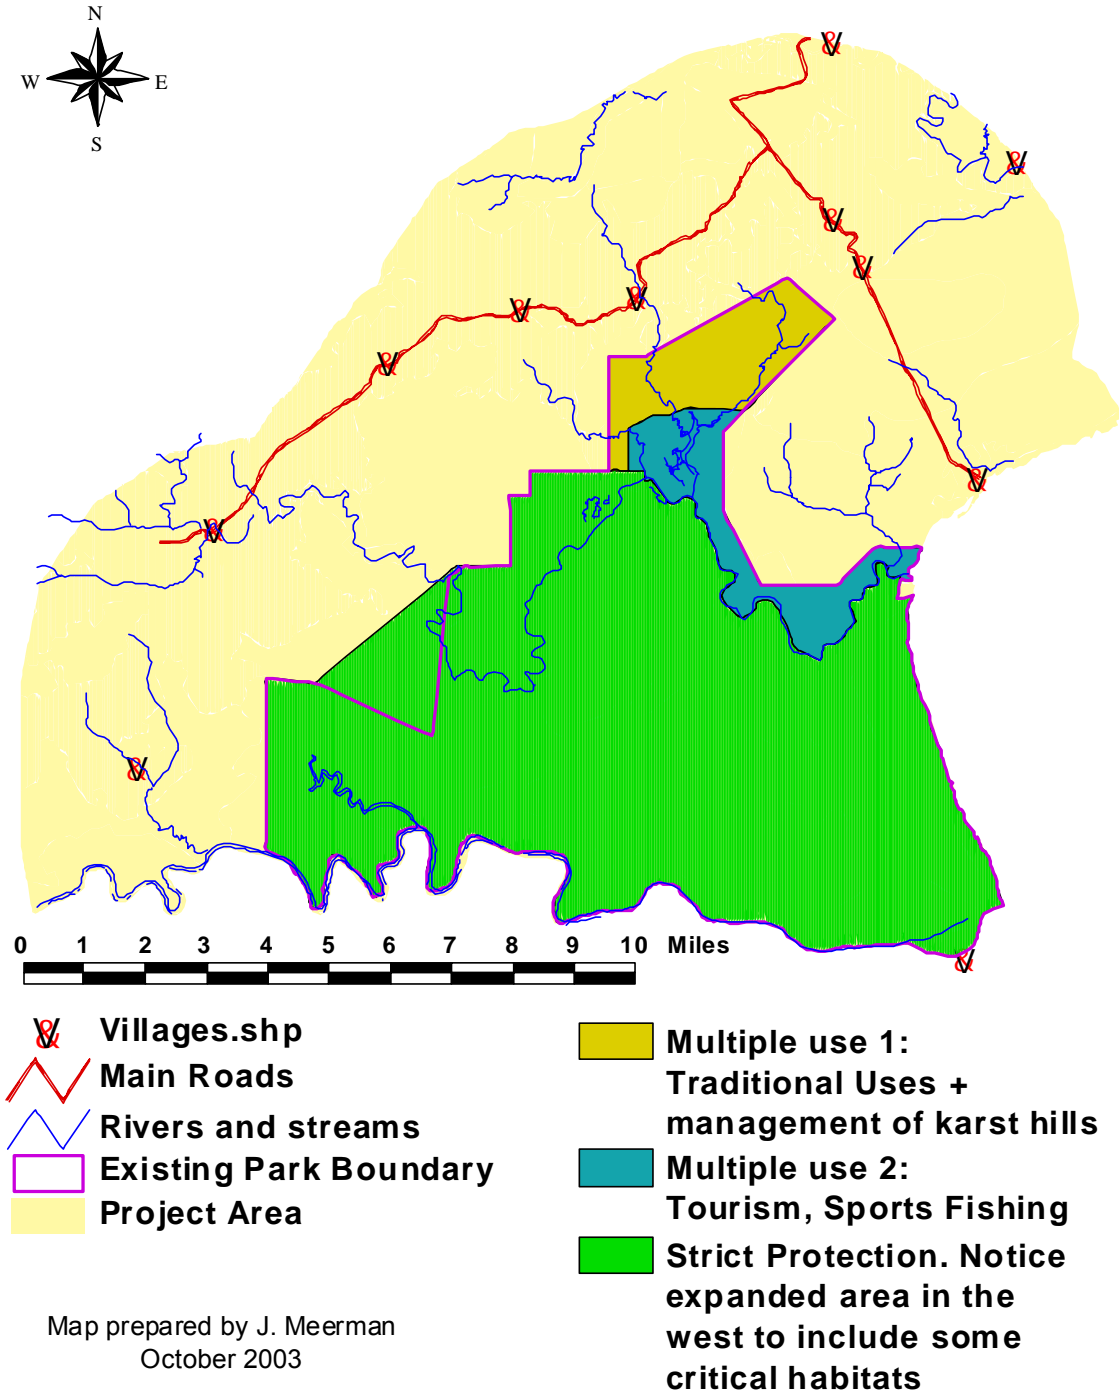 N
W E
S
0 1 2 3 4 5 6 7 8 9 10 Miles
Villages.shp
Main Roads
Rivers and streams
Existing Park Boundary
Project Area
Multiple use 1:
Traditional Uses +
management of karst hills
Multiple use 2:
Tourism, Sports Fishing
Strict Protection. Notice
expanded area in the
west to include some
critical habitats
Map prepared by J. Meerman
October 2003